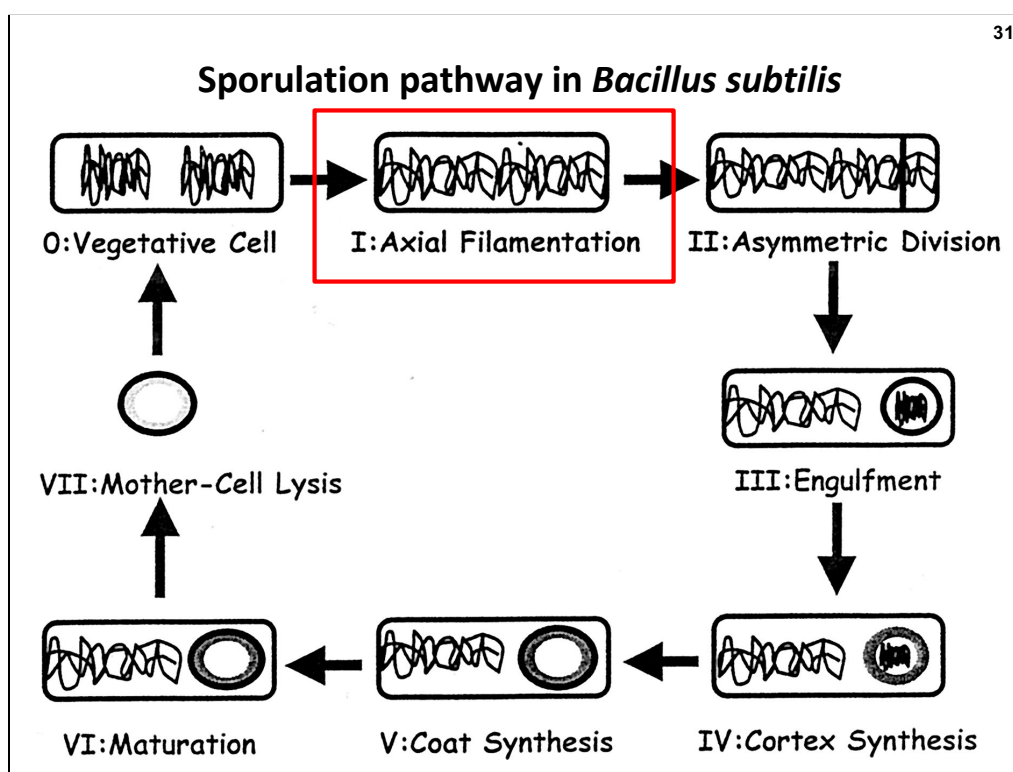 31
Sporulation pathway in Bacillus subtilis
0:Vegetative Cell
I:Axial Filamentation
II:Asymmetric Division
VII:Mother-Cell Lysis
III:Engulfment
VI:Maturation
V:Coat Synthesis
IV:Cortex Synthesis